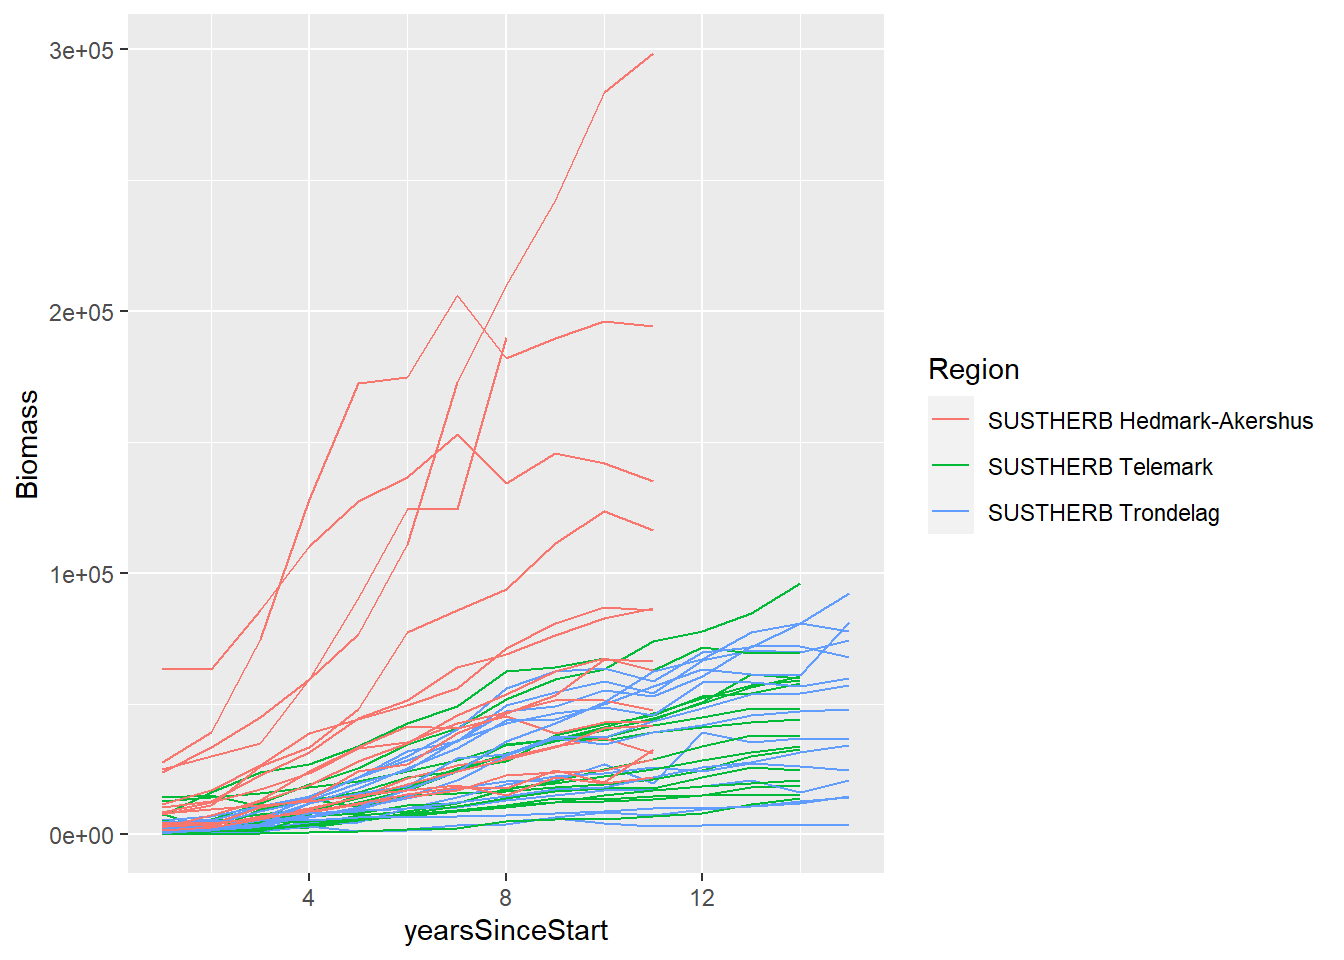 3e+05
2e+05
1e+05
0e+00
Biomass
4
8
12
yearsSinceStart
Region
SUSTHERB Hedmark-Akershus
SUSTHERB Telemark
SUSTHERB Trondelag